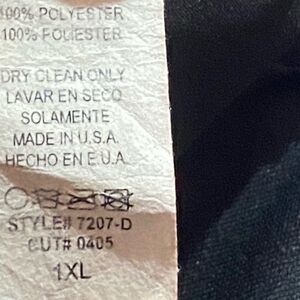 100% POLYESTER
100% POLIESTER
DRY CLEAN ONLY
LAVAR EN SECO
SOLAMENTE
MADE IN U.S.A.
HECHO EN E.U.A.
STYLE# 7207-D
CUT# 0405
1XL